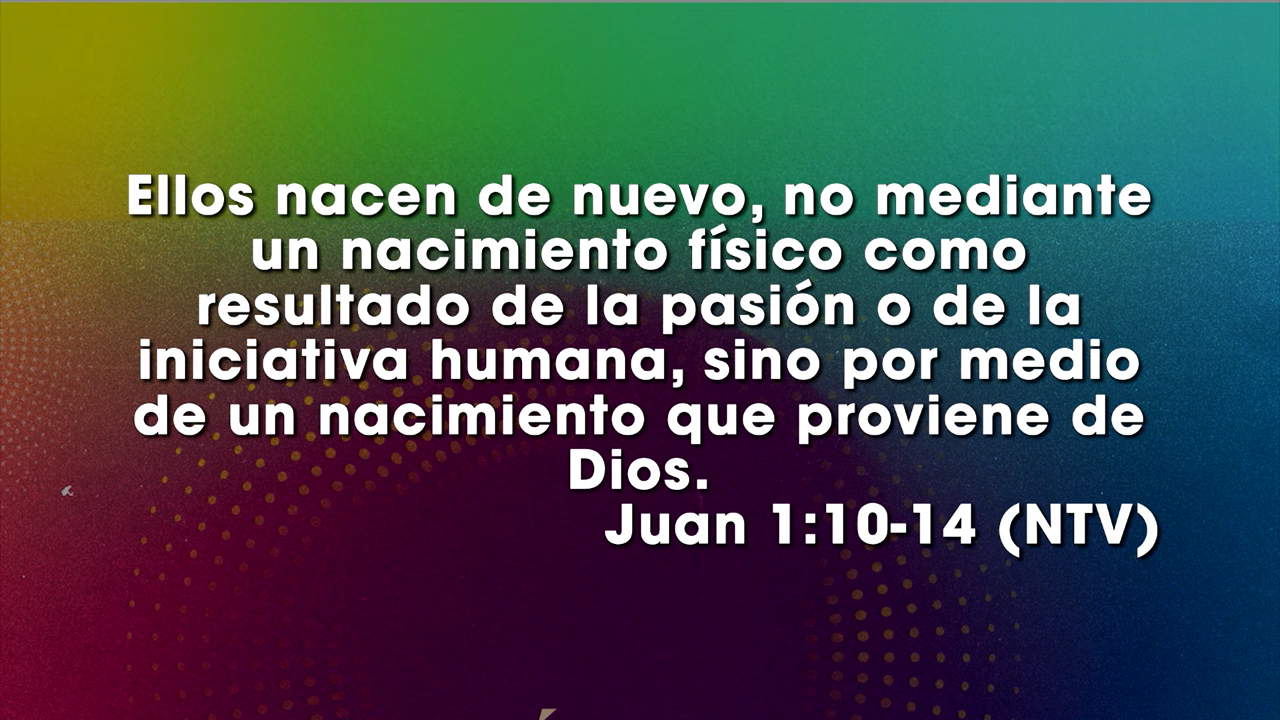 Ellos nacen de nuevo, no mediante
un nacimiento físico como
resultado de la pasión o de la
iniciativa humana, sino por medio
de un nacimiento que proviene de
Dios.
Juan 1:10-14 (NTV)